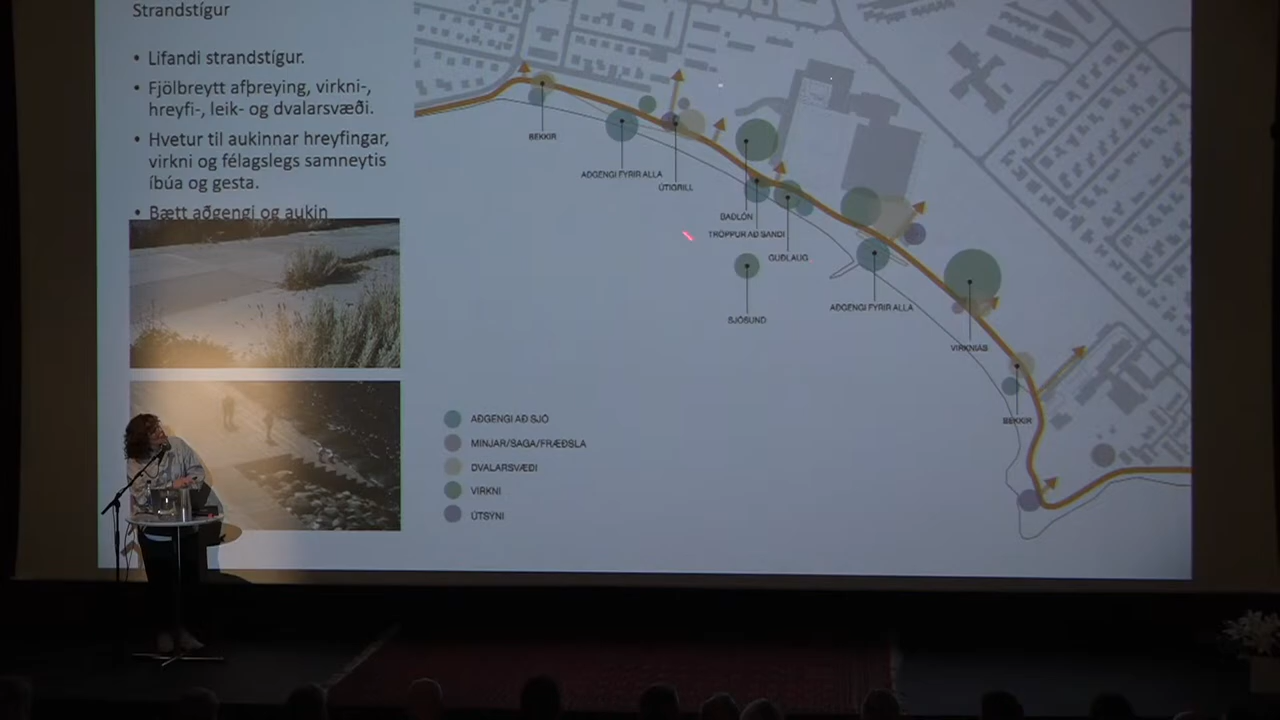 Strandstígur
• Lifandi strandstígur.
• Fjölbreytt afþreying, virkni-,
hreyfi-, leik- og dvalarsvæði.
• Hvetur til aukinnar hreyfingar,
virkni og félagslegs samneytis
íbúa og gesta.
• Bætt aðgengi og aukin
BEKKIR
AÐGENGI FYRIR ALLA
ÚTIGRILL
BAÐLÓN
TRÖPPUR AÐ SANDI
GUÐLAUG
SJÓSUND
AÐGENGI FYRIR ALLA
VIRKNIÁS
BEKKIR
AÐGENGI AÐ SJÓ
MINJAR/SAGA/FRÆÐSLA
DVALARSVÆÐI
VIRKNI
ÚTSÝNI